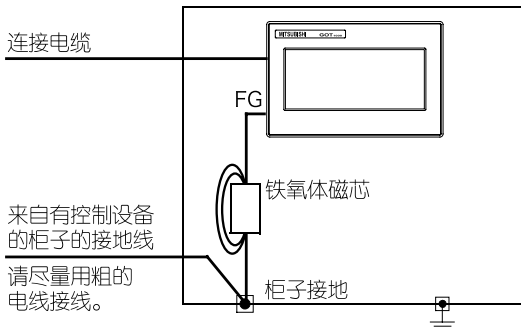 连接电缆
MITSUBISHI GOT1000
FG
铁氧体磁芯
来自有控制设备
的柜子的接地线
请尽量用粗的
电线接线。
柜子接地